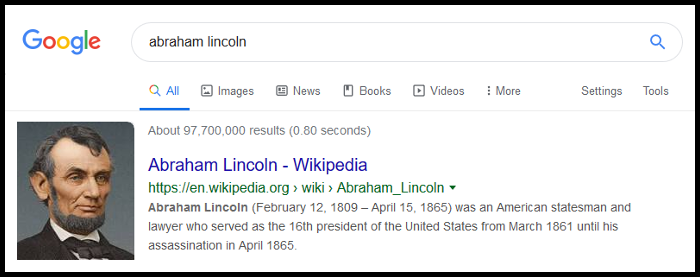 Google abraham lincoln
All Images News Books Videos More Settings Tools
About 97,700,000 results (0.80 seconds)
Abraham Lincoln - Wikipedia
https://en.wikipedia.org › wiki › Abraham_Lincoln
Abraham Lincoln (February 12, 1809 – April 15, 1865) was an American statesman and
lawyer who served as the 16th president of the United States from March 1861 until his
assassination in April 1865.